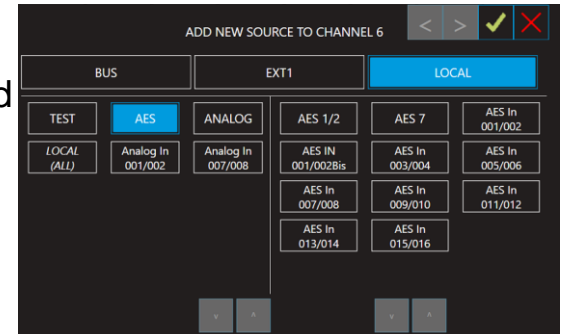 ADD NEW SOURCE TO CHANNEL 6 < >
BUS EXT1 LOCAL
d
TEST AES ANALOG AES 1/2 AES 7 AES In
001/002
LOCAL
(ALL) Analog In
001/002 Analog In
007/008 AES IN
001/002Bis AES In
003/004 AES In
005/006
AES In
007/008 AES In
009/010 AES In
011/012
AES In
013/014 AES In
015/016
v ^ v ^